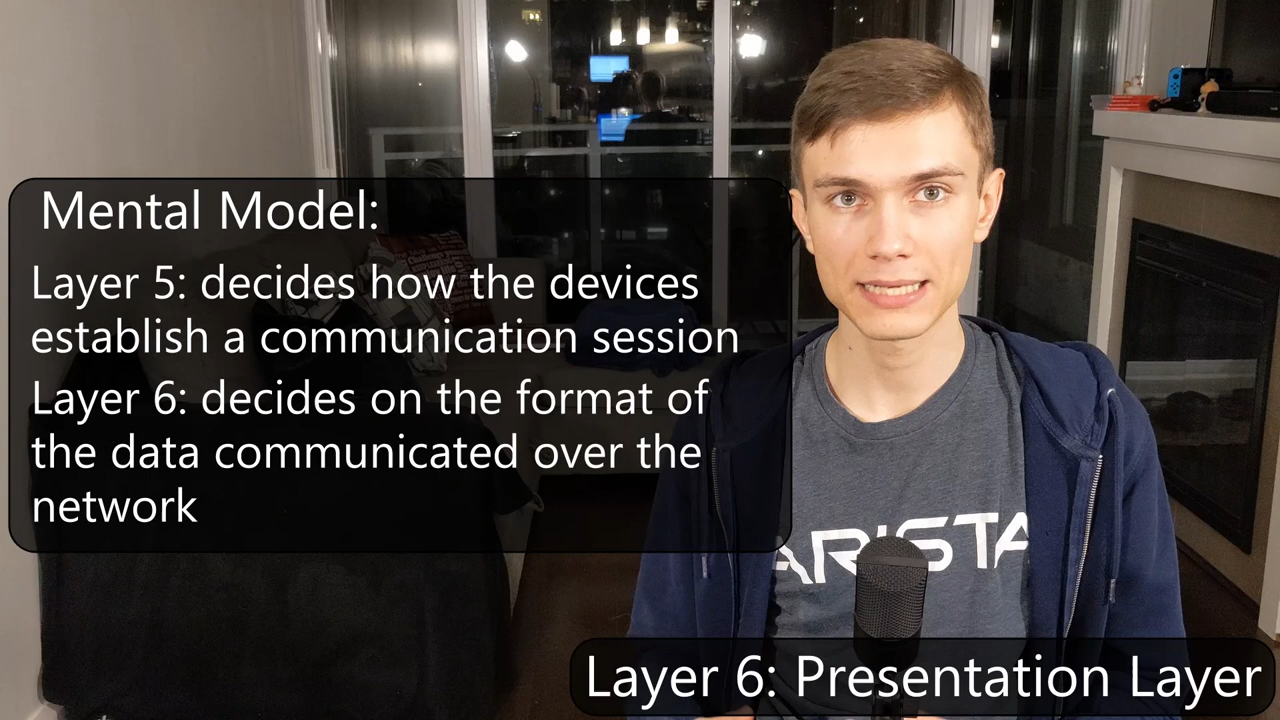 Mental Model:
Layer 5: decides how the devices
establish a communication session
Layer 6: decides on the format of
the data communicated over the
network
ARISTA
Layer 6: Presentation Layer